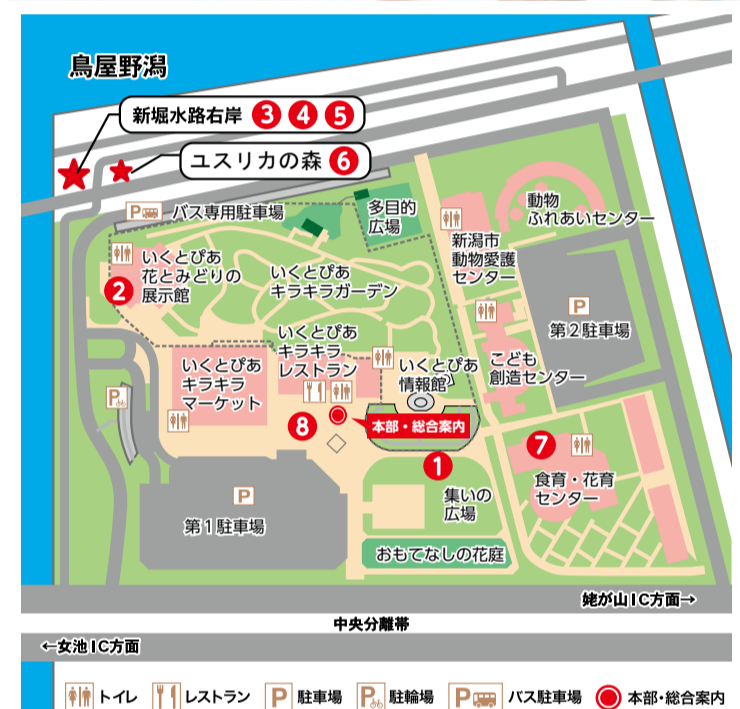 鳥屋野潟
新堀水路右岸 3 4 5
ユスリカの森 6
P バス専用駐車場
多目的
広場
動物
ふれあいセンター
新潟市
動物愛護
センター
いくとぴあ
花とみどりの
展示館
2
いくとぴあ
キラキラガーデン
P
第2駐車場
いくとぴあ
キラキラ
レストラン
いくとぴあ
キラキラ
マーケット
いくとぴあ
情報館
こども
創造センター
P
8
本部・総合案内
1
7
食育・花育
センター
P
第1駐車場
集いの
広場
おもてなしの花庭
姥が山IC方面→
中央分離帯
←女池IC方面
トイレ レストラン P 駐車場 P 駐輪場 P バス駐車場 本部・総合案内